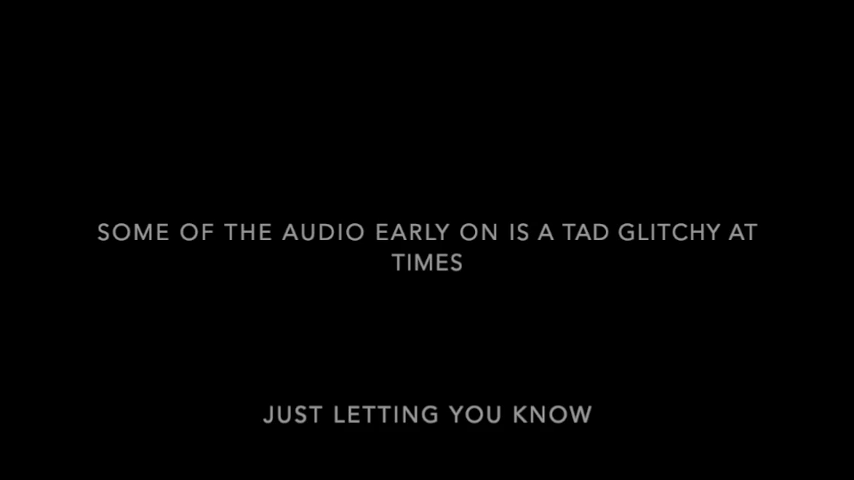 SOME OF THE AUDIO EARLY ON IS A TAD GLITCHY AT
TIMES
JUST LETTING YOU KNOW